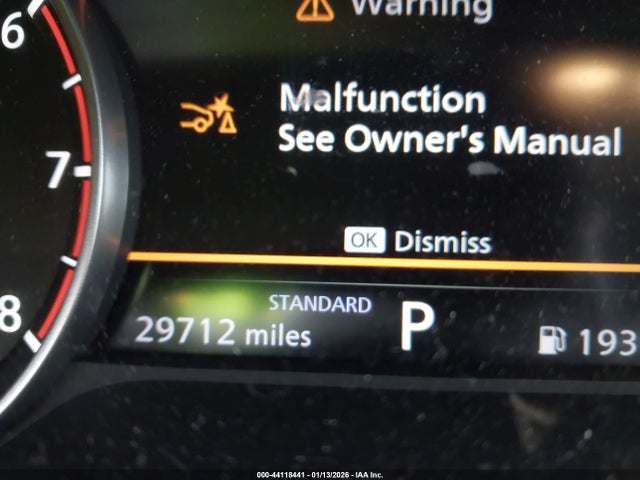 Warning
6
Malfunction
See Owner's Manual
7
OK Dismiss
STANDARD
8
29712 miles P 193
000-44118441 - 01/13/2026 - IAA Inc.